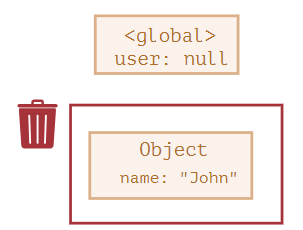 <global>
user: null
Object
name: "John"